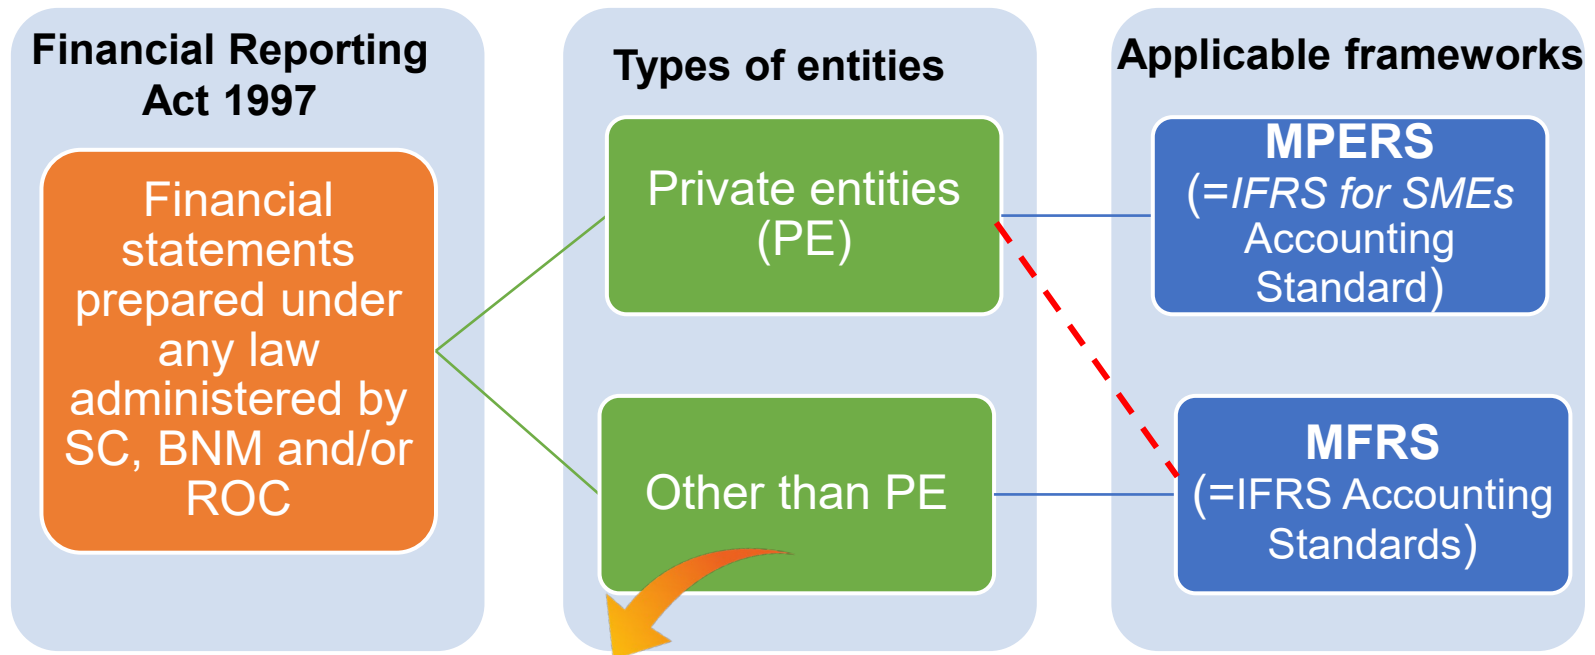 Financial Reporting
Act 1997
Financial
statements
prepared under
any law
administered by
SC, BNM and/or
ROC
Types of entities
Private entities
(PE)
Other than PE
Applicable frameworks
MPERS
(=IFRS for SMEs
Accounting
Standard)
MFRS
(=IFRS Accounting
Standards)